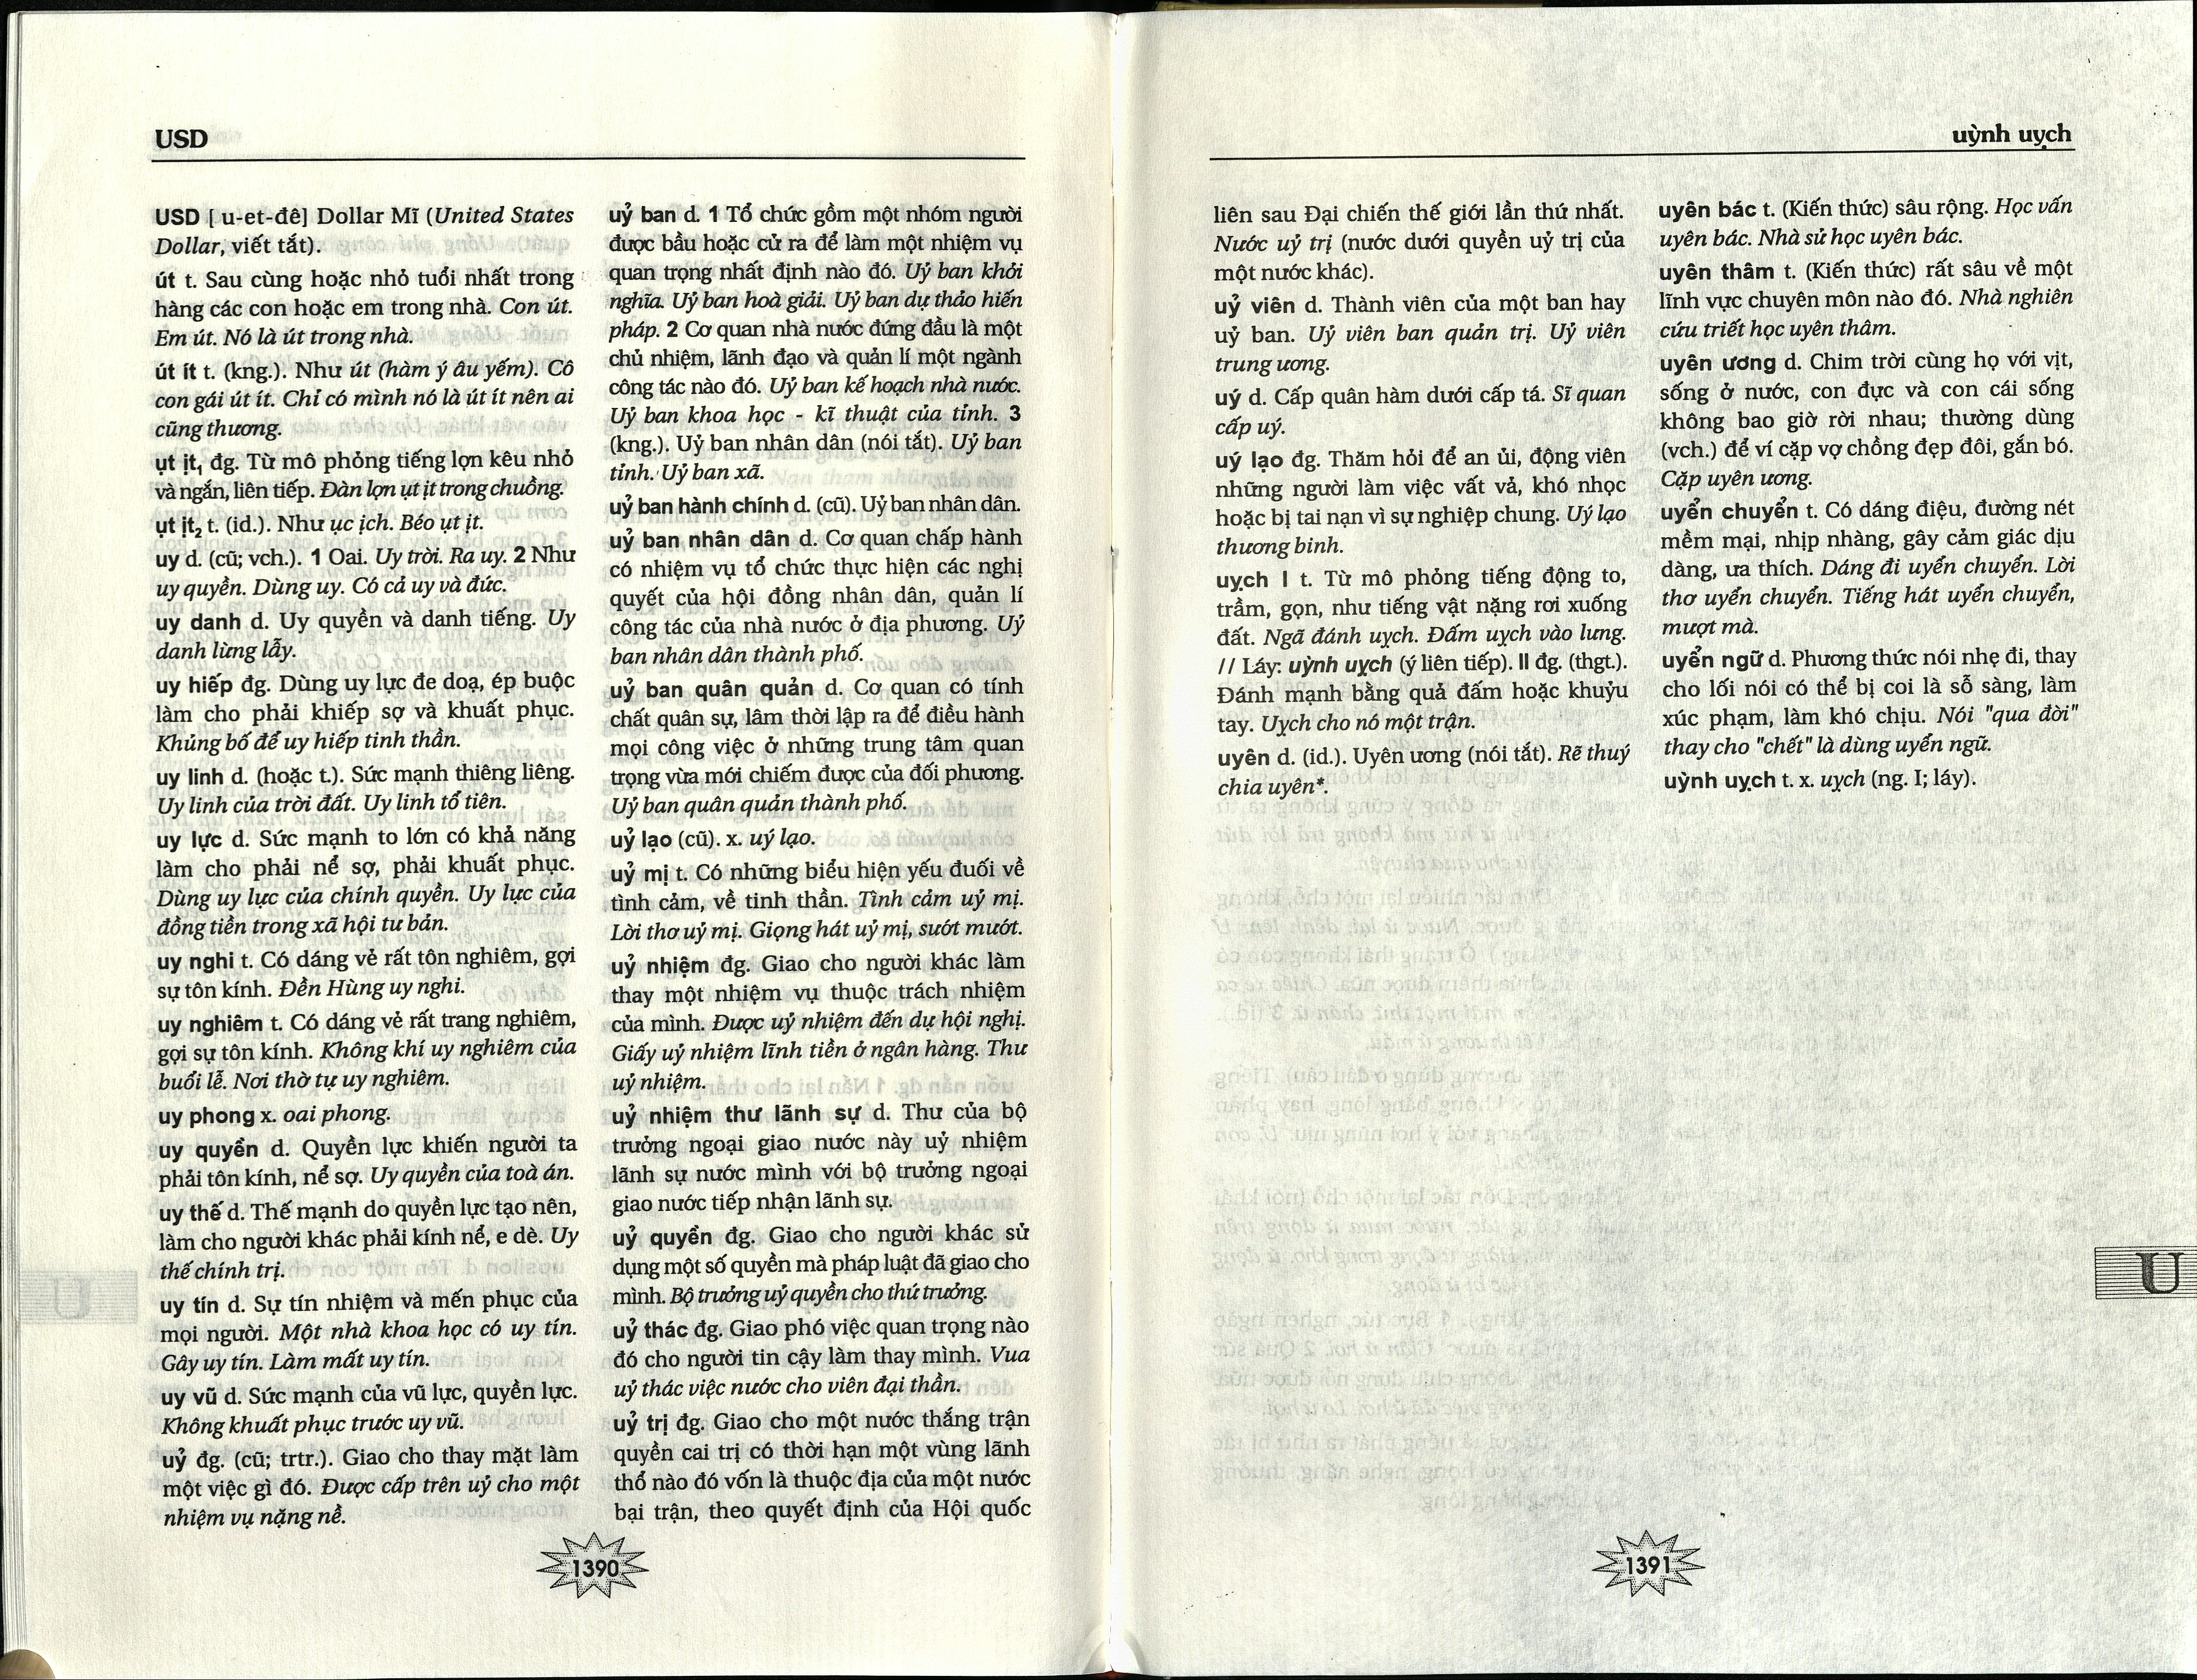 USD
USD [ u-et-đê] Dollar Mĩ (United States
Dollar, viết tắt).
út t. Sau cùng hoặc nhỏ tuổi nhất trong
hàng các con hoặc em trong nhà. Con út.
Em út. Nó là út trong nhà.
út ít t. (kng.). Như út (hàm ý âu yếm). Cô
con gái út ít. Chỉ có mình nó là út ít nên ai
cũng thương.
ụt ịt₁ đg. Từ mô phỏng tiếng lợn kêu nhỏ
và ngắn, liên tiếp. Đàn lợn ụt ịt trong chuồng.
ụt ịt₂ t. (id.). Như ục ịch. Béo ụt ịt.
uy d. (cũ; vch.). 1 Oai. Uy trời. Ra uy. 2 Như
uy quyền. Dùng uy. Có cả uy và đức.
uy danh d. Uy quyền và danh tiếng. Uy
danh lừng lẫy.
uy hiếp đg. Dùng uy lực đe doạ, ép buộc
làm cho phải khiếp sợ và khuất phục.
Khủng bố để uy hiếp tinh thần.
uy linh d. (hoặc t.). Sức mạnh thiêng liêng.
Uy linh của trời đất. Uy linh tổ tiên.
uy lực d. Sức mạnh to lớn có khả năng
làm cho phải nể sợ, phải khuất phục.
Dùng uy lực của chính quyền. Uy lực của
đồng tiền trong xã hội tư bản.
uy nghi t. Có dáng vẻ rất tôn nghiêm, gợi
sự tôn kính. Đền Hùng uy nghi.
uy nghiêm t. Có dáng vẻ rất trang nghiêm,
gợi sự tôn kính. Không khí uy nghiêm của
buổi lễ. Nơi thờ tự uy nghiêm.
uy phong x. oai phong.
uy quyền d. Quyền lực khiến người ta
phải tôn kính, nể sợ. Uy quyền của toà án.
uy thế d. Thế mạnh do quyền lực tạo nên,
làm cho người khác phải kính nể, e dè. Uy
thế chính trị.
uy tín d. Sự tín nhiệm và mến phục của
mọi người. Một nhà khoa học có uy tín.
Gây uy tín. Làm mất uy tín.
uy vũ d. Sức mạnh của vũ lực, quyền lực.
Không khuất phục trước uy vũ.
uỷ đg. (cũ; trtr.). Giao cho thay mặt làm
một việc gì đó. Được cấp trên uỷ cho một
nhiệm vụ nặng nề.
uỷ ban d. 1 Tổ chức gồm một nhóm người
được bầu hoặc cử ra để làm một nhiệm vụ
quan trọng nhất định nào đó. Uỷ ban khởi
nghĩa. Uỷ ban hoà giải. Uỷ ban dự thảo hiến
pháp. 2 Cơ quan nhà nước đứng đầu là một
chủ nhiệm, lãnh đạo và quản lí một ngành
công tác nào đó. Uỷ ban kế hoạch nhà nước.
Uỷ ban khoa học - kĩ thuật của tỉnh. 3
(kng.). Uỷ ban nhân dân (nói tắt). Uỷ ban
tỉnh. Uỷ ban xã.
uỷ ban hành chính d. (cũ). Uỷ ban nhân dân.
uỷ ban nhân dân d. Cơ quan chấp hành
có nhiệm vụ tổ chức thực hiện các nghị
quyết của hội đồng nhân dân, quản lí
công tác của nhà nước ở địa phương. Uỷ
ban nhân dân thành phố.
uỷ ban quân quản d. Cơ quan có tính
chất quân sự, lâm thời lập ra để điều hành
mọi công việc ở những trung tâm quan
trọng vừa mới chiếm được của đối phương.
Uỷ ban quân quản thành phố.
uỷ lạo (cũ). x. uý lạo.
uỷ mị t. Có những biểu hiện yếu đuối về
tình cảm, về tinh thần. Tình cảm uỷ mị.
Lời thơ uỷ mị. Giọng hát uỷ mị, sướt mướt.
uỷ nhiệm đg. Giao cho người khác làm
thay một nhiệm vụ thuộc trách nhiệm
của mình. Được uỷ nhiệm đến dự hội nghị.
Giấy uỷ nhiệm lĩnh tiền ở ngân hàng. Thư
uỷ nhiệm.
uỷ nhiệm thư lãnh sự d. Thư của bộ
trưởng ngoại giao nước này uỷ nhiệm
lãnh sự nước mình với bộ trưởng ngoại
giao nước tiếp nhận lãnh sự.
uỷ quyền đg. Giao cho người khác sử
dụng một số quyền mà pháp luật đã giao cho
mình. Bộ trưởng uỷ quyền cho thứ trưởng.
uỷ thác đg. Giao phó việc quan trọng nào
đó cho người tin cậy làm thay mình. Vua
uỷ thác việc nước cho viên đại thần.
uỷ trị đg. Giao cho một nước thắng trận
quyền cai trị có thời hạn một vùng lãnh
thổ nào đó vốn là thuộc địa của một nước
bại trận, theo quyết định của Hội quốc
1390
uỳnh uỵch
liên sau Đại chiến thế giới lần thứ nhất.
Nước uỷ trị (nước dưới quyền uỷ trị của
một nước khác).
uỷ viên d. Thành viên của một ban hay
uỷ ban. Uỷ viên ban quản trị. Uỷ viên
trung ương.
uý d. Cấp quân hàm dưới cấp tá. Sĩ quan
cấp uý.
uý lạo đg. Thăm hỏi để an ủi, động viên
những người làm việc vất vả, khó nhọc
hoặc bị tai nạn vì sự nghiệp chung. Uý lạo
thương binh.
uỵch I t. Từ mô phỏng tiếng động to,
trầm, gọn, như tiếng vật nặng rơi xuống
đất. Ngã đánh uỵch. Đấm uỵch vào lưng.
// Láy: uỳnh uỵch (ý liên tiếp). II đg. (thgt.).
Đánh mạnh bằng quả đấm hoặc khuỷu
tay. Uỵch cho nó một trận.
uyên d. (id.). Uyên ương (nói tắt). Rẽ thuý
chia uyên*.
uyên bác t. (Kiến thức) sâu rộng. Học vấn
uyên bác. Nhà sử học uyên bác.
uyên thâm t. (Kiến thức) rất sâu về một
lĩnh vực chuyên môn nào đó. Nhà nghiên
cứu triết học uyên thâm.
uyên ương d. Chim trời cùng họ với vịt,
sống ở nước, con đực và con cái sống
không bao giờ rời nhau; thường dùng
(vch.) để ví cặp vợ chồng đẹp đôi, gắn bó.
Cặp uyên ương.
uyển chuyển t. Có dáng điệu, đường nét
mềm mại, nhịp nhàng, gây cảm giác dịu
dàng, ưa thích. Dáng đi uyển chuyển. Lời
thơ uyển chuyển. Tiếng hát uyển chuyển,
mượt mà.
uyển ngữ d. Phương thức nói nhẹ đi, thay
cho lối nói có thể bị coi là sỗ sàng, làm
xúc phạm, làm khó chịu. Nói "qua đời"
thay cho "chết" là dùng uyển ngữ.
uỳnh uỵch t. x. uỵch (ng. I; láy).
U
1391